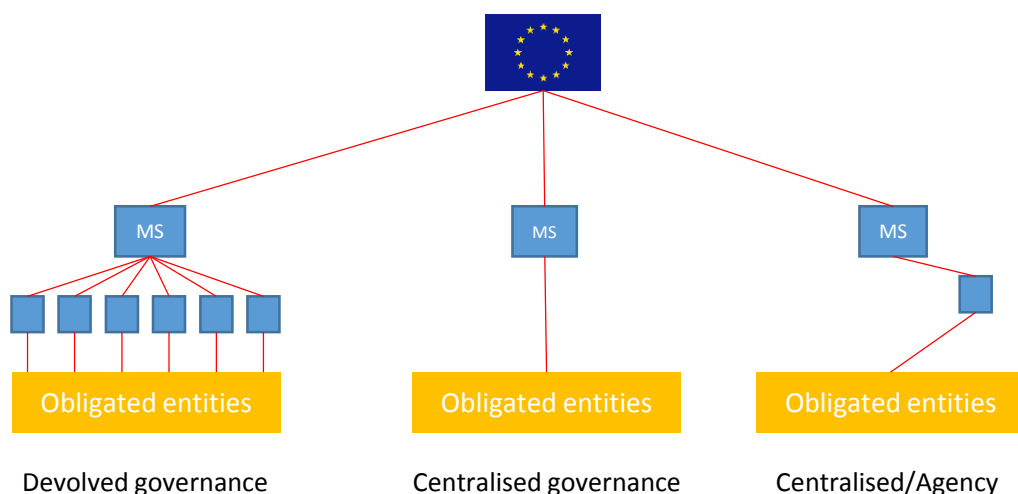 MS
MS
MS
Obligated entities
Obligated entities
Obligated entities
Devolved governance
Centralised governance
Centralised/Agency